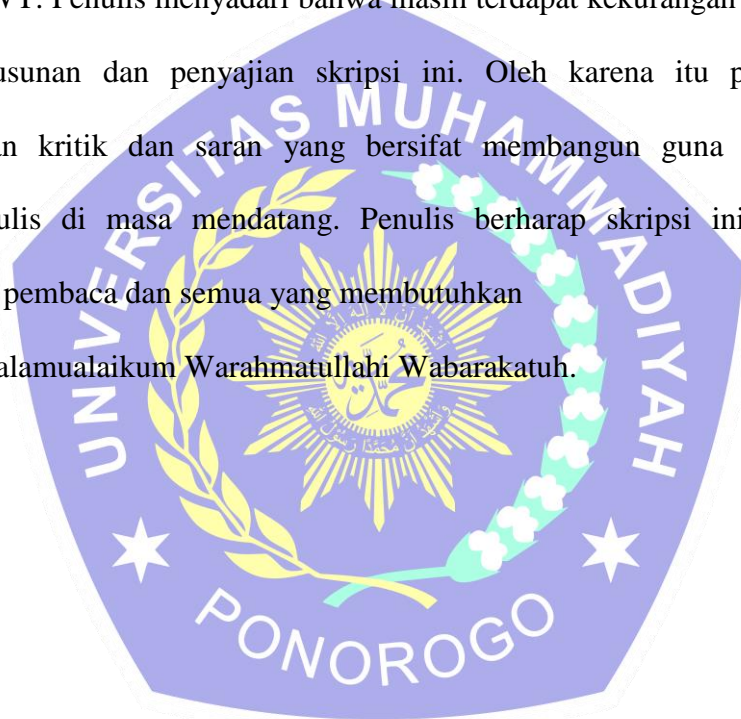 Penulis menyadari bahwa masih terdapat kekurangan
usunan dan penyajian skripsi ini. Oleh karena itu p
an kritik dan saran yang bersifat membangun guna
ulis di masa mendatang. Penulis berharap skripsi ini
pembaca dan semua yang membutuhkan
alamualaikum Warahmatullahi Wabarakatuh.
UNIVERSITAS MUHAMMADIYAH
PONOROGO